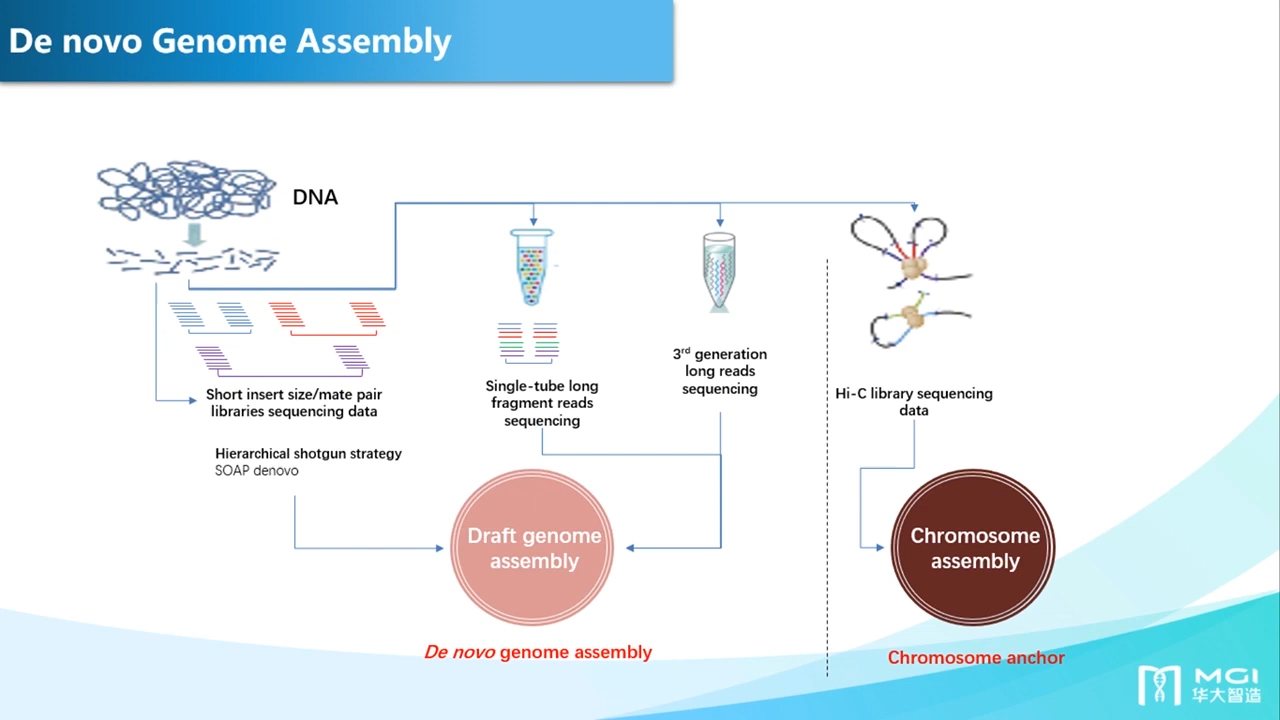 De novo Genome Assembly
DNA
Short insert size/mate pair
libraries sequencing data
Hierarchical shotgun strategy
SOAP denovo
Single-tube long
fragment reads
sequencing
3rd generation
long reads
sequencing
Hi-C library sequencing
data
Draft genome
assembly
Chromosome
assembly
De novo genome assembly
Chromosome anchor
MGI
华大智造